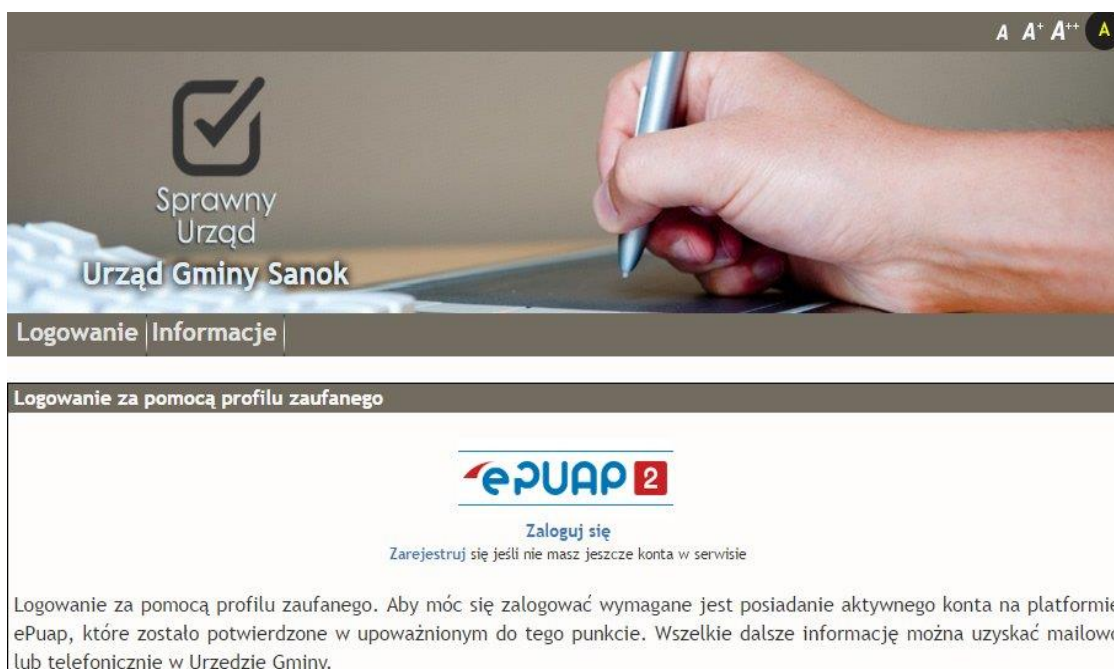 A A+ A++ A
Sprawny
Urząd
Urząd Gminy Sanok
Logowanie Informacje
Logowanie za pomocą profilu zaufanego
ePUAP 2
Zaloguj się
Zarejestruj się jeśli nie masz jeszcze konta w serwisie
Logowanie za pomocą profilu zaufanego. Aby móc się zalogować wymagane jest posiadanie aktywnego konta na platformie
ePuap, które zostało potwierdzone w upoważnionym do tego punkcie. Wszelkie dalsze informację można uzyskać mailowo
lub telefonicznie w Urzędzie Gminy.